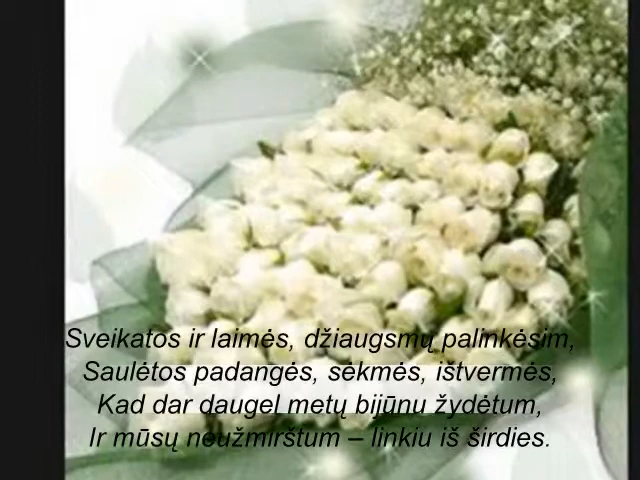 Sveikatos ir laimės, džiaugsmų palinkėsim,
Saulėtos padangės, sėkmės, ištvermės,
Kad dar daugel metų bijūnu žydėtum,
Ir mūsų neužmirštum – linkiu iš širdies.